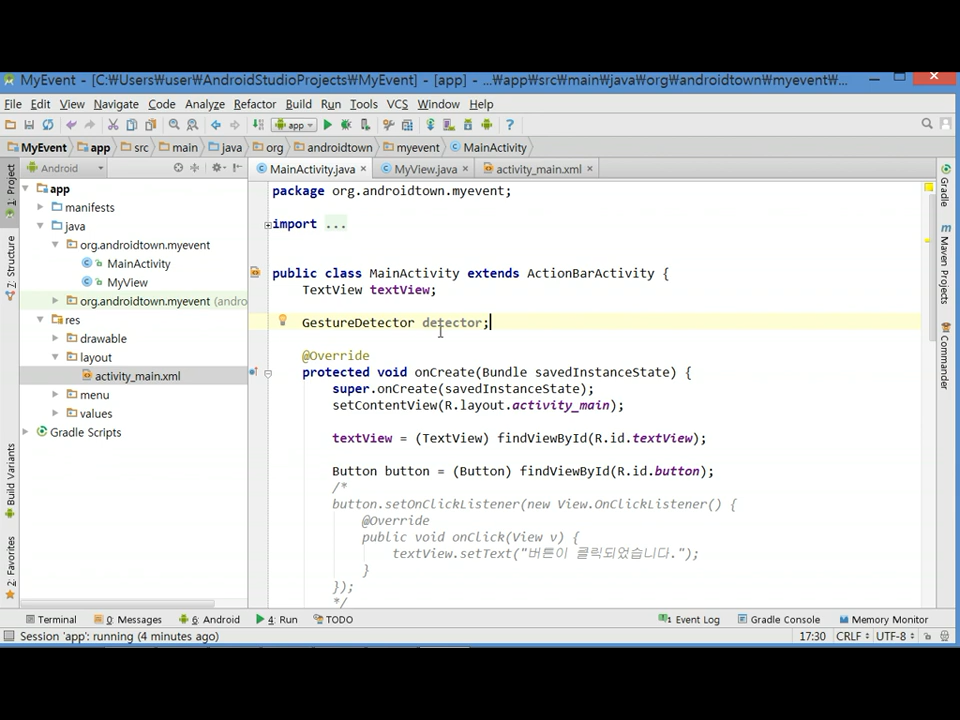 MyEvent - [C:₩Users₩user₩AndroidStudioProjects₩MyEvent] - [app] - ...₩app₩src₩main₩java₩org₩androidtown₩myevent₩...
File Edit View Navigate Code Analyze Refactor Build Run Tools VCS Window Help
app
MyEvent app src main java org androidtown myevent MainActivity
Android
MainActivity.java MyView.java activity_main.xml
1: Project
7: Structure
Build Variants
2: Favorites
app
manifests
java
org.androidtown.myevent
MainActivity
MyView
org.androidtown.myevent (andro
res
drawable
layout
activity_main.xml
menu
values
Gradle Scripts
package org.androidtown.myevent;
import ...
public class MainActivity extends ActionBarActivity {
TextView textView;
GestureDetector detector;
@Override
protected void onCreate(Bundle savedInstanceState) {
super.onCreate(savedInstanceState);
setContentView(R.layout.activity_main);
textView = (TextView) findViewById(R.id.textView);
Button button = (Button) findViewById(R.id.button);
/*
button.setOnClickListener(new View.OnClickListener() {
@Override
public void onClick(View v) {
textView.setText("버튼이 클릭되었습니다.");
}
});
*/
Gradle
Maven Projects
Commander
Terminal 0: Messages 6: Android 4: Run TODO 1 Event Log Gradle Console Memory Monitor
Session 'app': running (4 minutes ago) 17:30 CRLF UTF-8